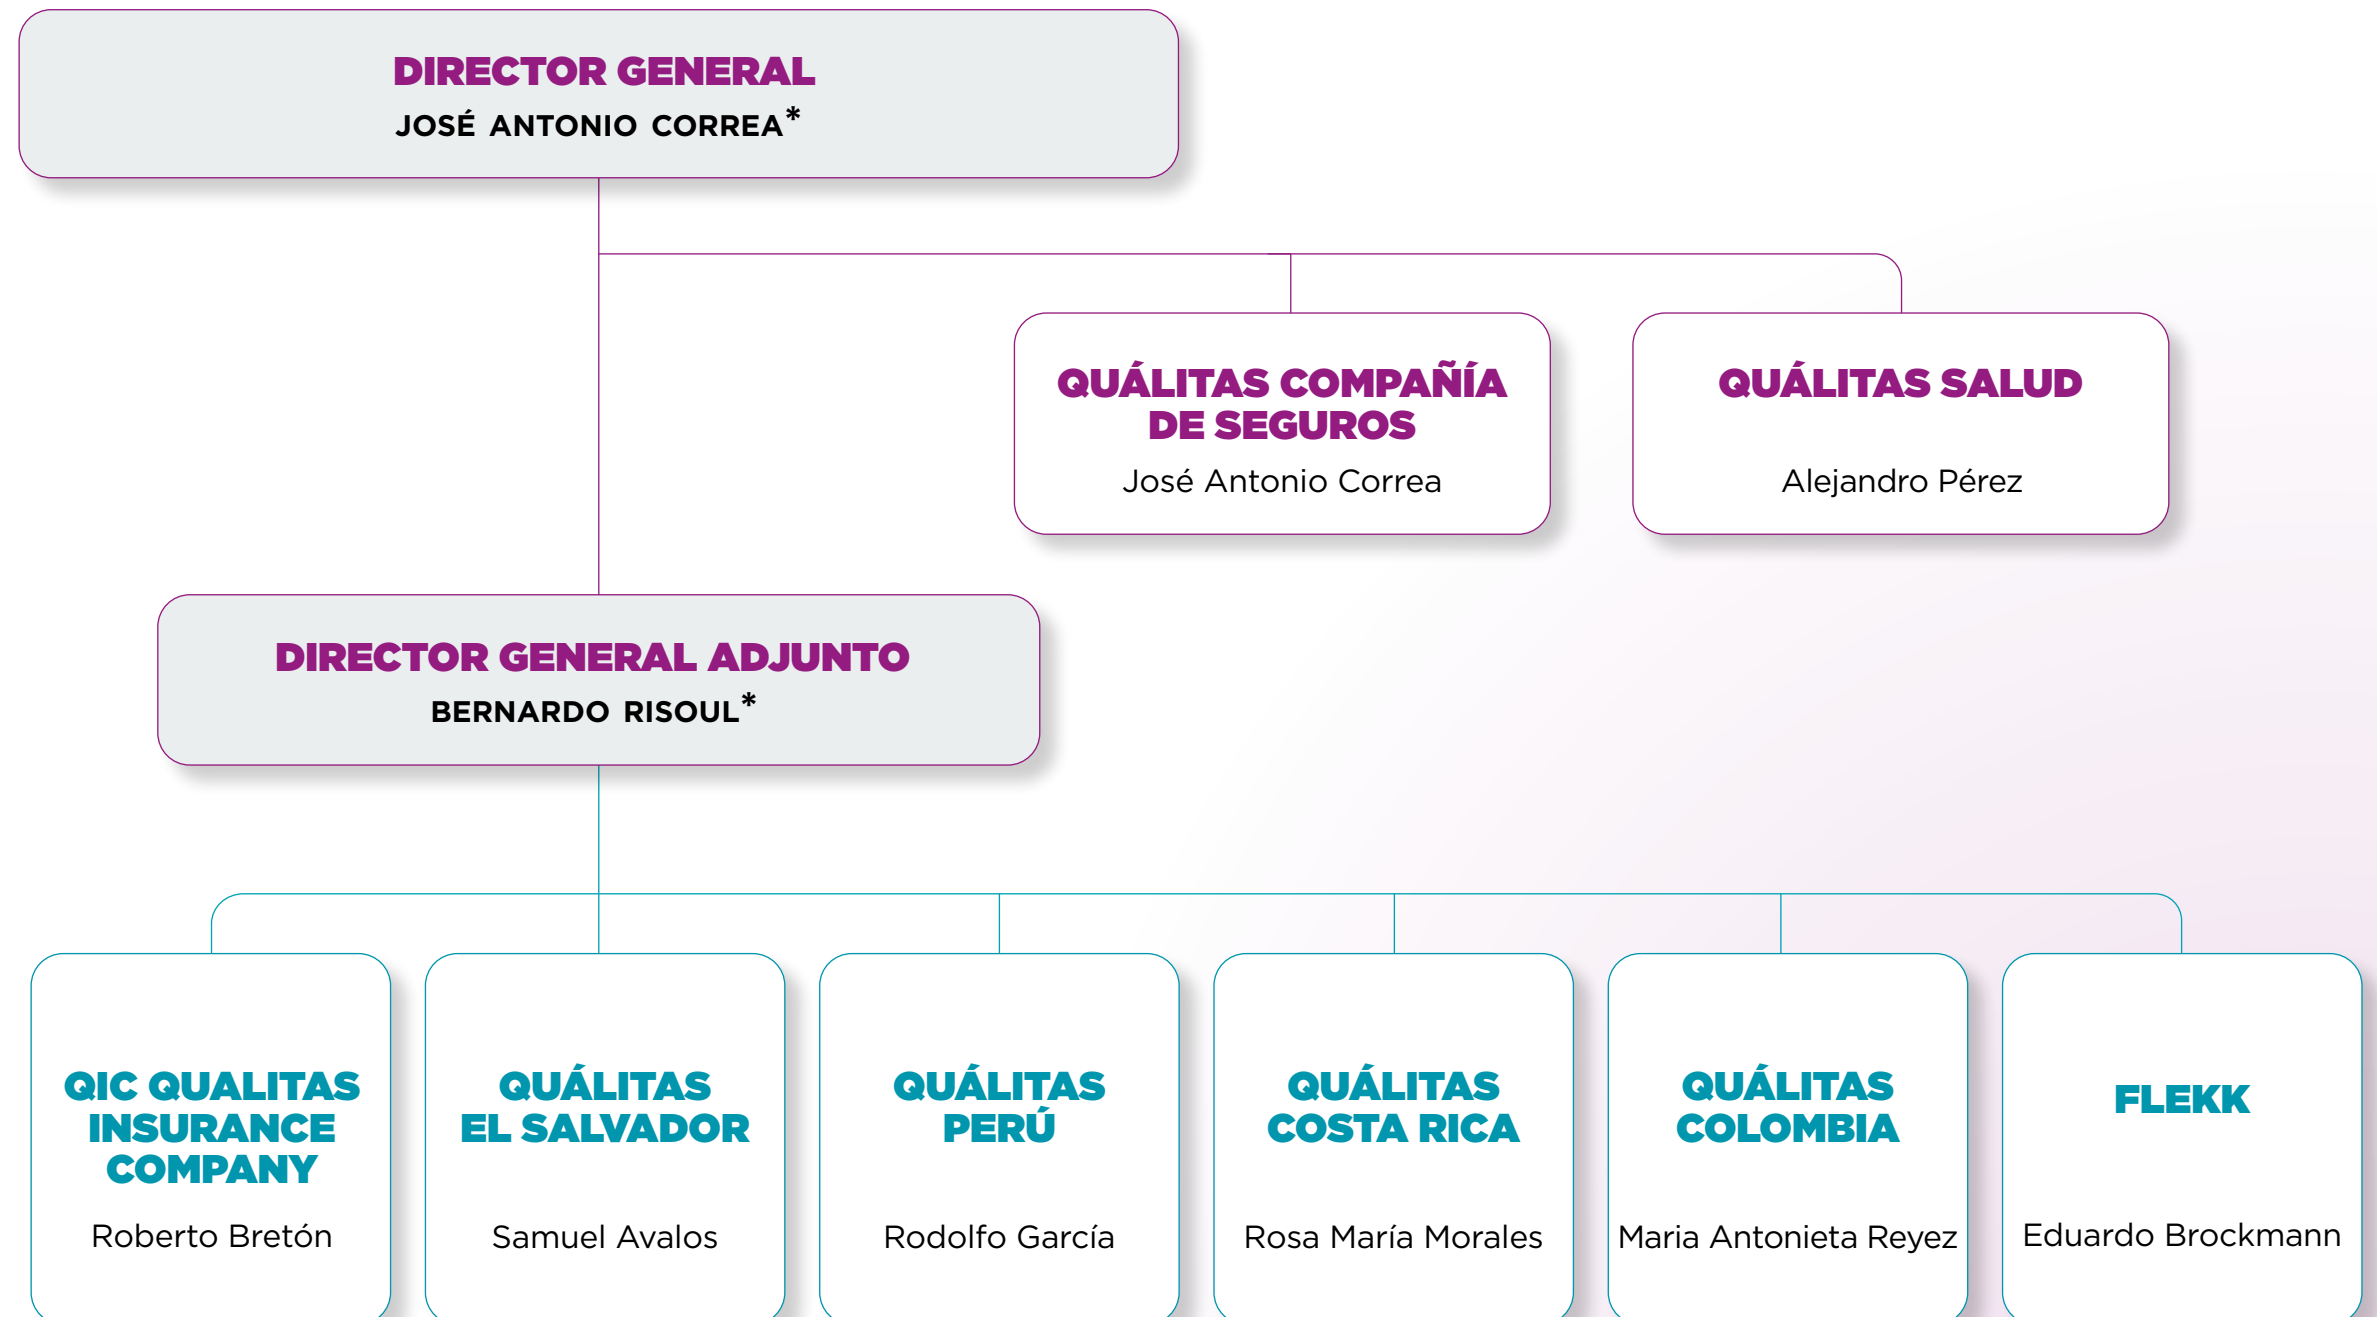 DIRECTOR GENERAL
JOSÉ ANTONIO CORREA*
QUÁLITAS COMPAÑÍA
DE SEGUROS
José Antonio Correa
QUÁLITAS SALUD
Alejandro Pérez
DIRECTOR GENERAL ADJUNTO
BERNARDO RISOUL*
QIC QUALITAS
INSURANCE
COMPANY
Roberto Bretón
QUÁLITAS
EL SALVADOR
Samuel Avalos
QUÁLITAS
PERÚ
Rodolfo García
QUÁLITAS
COSTA RICA
Rosa María Morales
QUÁLITAS
COLOMBIA
Maria Antonieta Reyez
FLEKK
Eduardo Brockmann